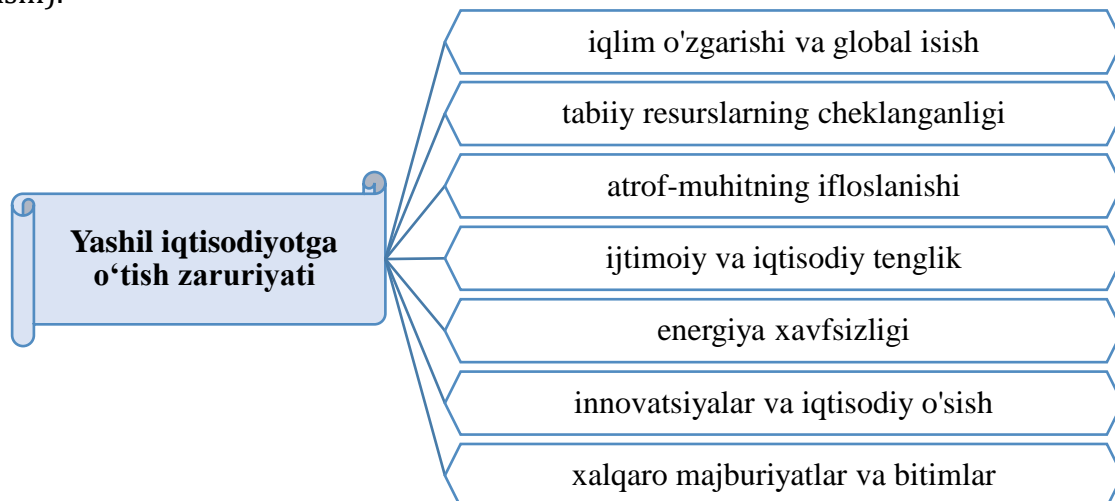 iqlim o'zgarishi va global isish
tabiiy resurslarning cheklanganligi
atrof-muhitning ifloslanishi
Yashil iqtisodiyotga
o‘tish zaruriyati
ijtimoiy va iqtisodiy tenglik
energiya xavfsizligi
innovatsiyalar va iqtisodiy o'sish
xalqaro majburiyatlar va bitimlar